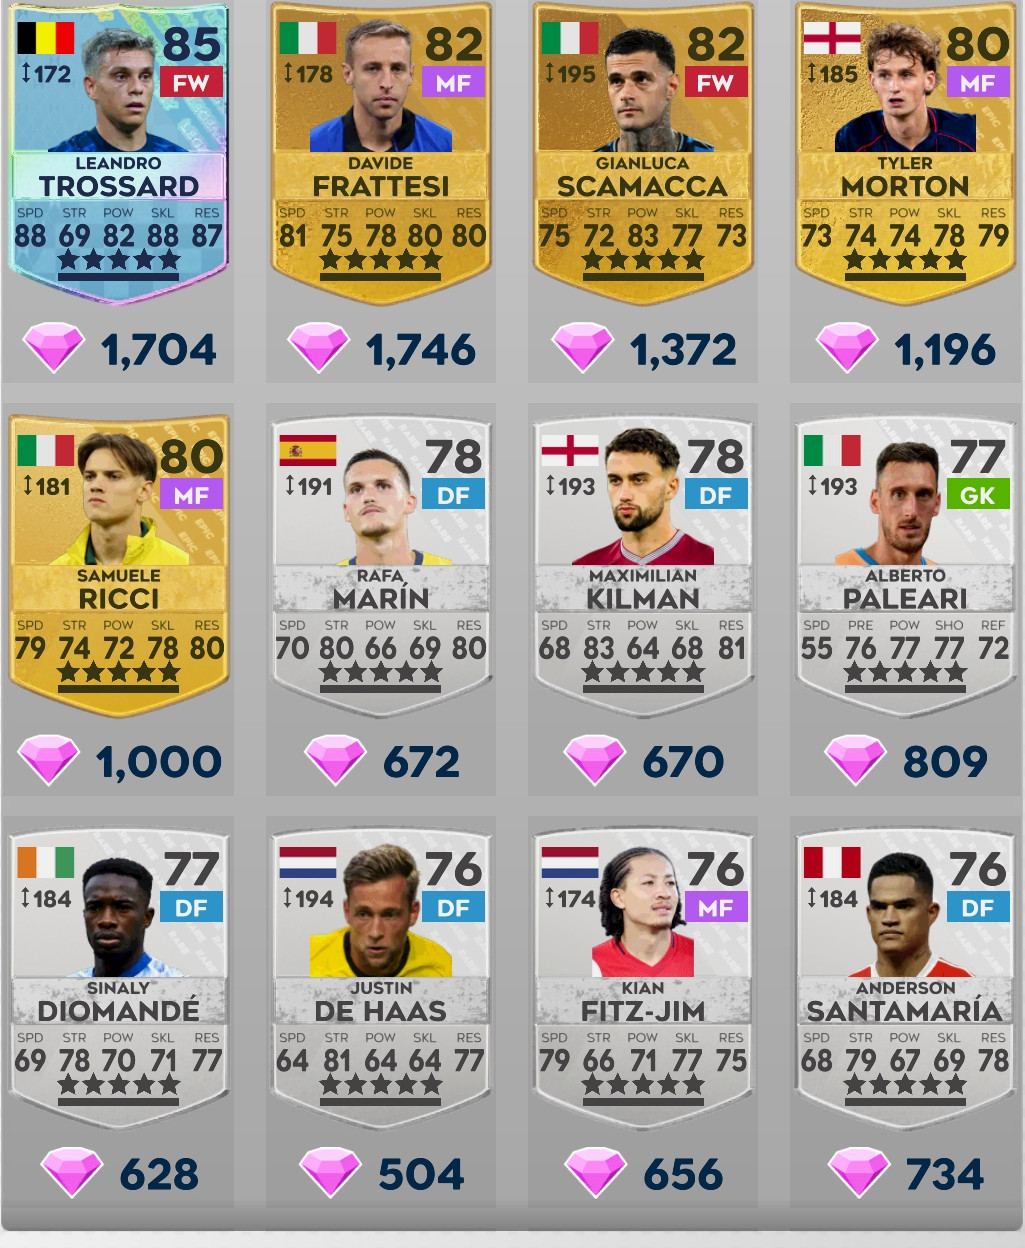 85
↕172
FW
LEANDRO
TROSSARD
SPD STR POW SKL RES
88 69 82 88 87
1,704
82
↕178
MF
DAVIDE
FRATTESI
SPD STR POW SKL RES
81 75 78 80 80
1,746
82
↕195
FW
GIANLUCA
SCAMACCA
SPD STR POW SKL RES
75 72 83 77 73
1,372
80
↕185
MF
EPIC
TYLER
MORTON
SPD STR POW SKL RES
73 74 74 78 79
1,196
80
↕181
MF
EPIC
SAMUELE
RICCI
SPD STR POW SKL RES
79 74 72 78 80
1,000
78
↕191
DF
RARE
RAFA
MARÍN
SPD STR POW SKL RES
70 80 66 69 80
672
78
↕193
DF
RARE
MAXIMILIAN
KILMAN
SPD STR POW SKL RES
68 83 64 68 81
670
77
↕193
GK
RARE
ALBERTO
PALEARI
SPD PRE POW SHO REF
55 76 77 77 72
809
77
↕184
DF
RARE
SINALY
DIOMANDÉ
SPD STR POW SKL RES
69 78 70 71 77
628
76
↕194
DF
RARE
JUSTIN
DE HAAS
SPD STR POW SKL RES
64 81 64 64 77
504
76
↕174
MF
RARE
KIAN
FITZ-JIM
SPD STR POW SKL RES
79 66 71 77 75
656
76
↕184
DF
RARE
ANDERSON
SANTAMARÍA
SPD STR POW SKL RES
68 79 67 69 78
734